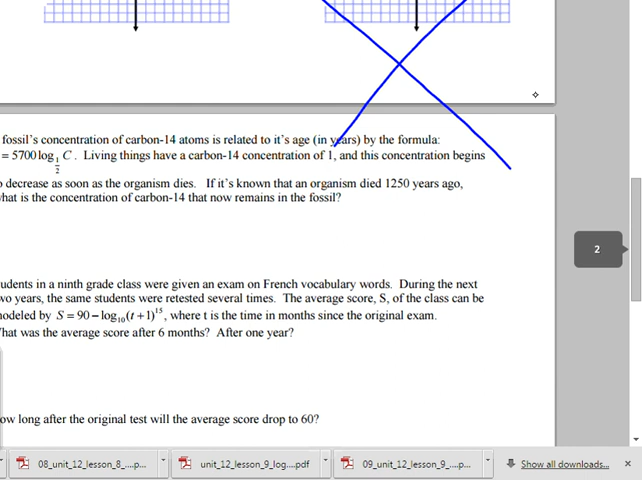 fossil's concentration of carbon-14 atoms is related to it's age (in years) by the formula:
= 5700 log 1/2 C . Living things have a carbon-14 concentration of 1, and this concentration begins
o decrease as soon as the organism dies. If it's known that an organism died 1250 years ago,
hat is the concentration of carbon-14 that now remains in the fossil?
2
udents in a ninth grade class were given an exam on French vocabulary words. During the next
wo years, the same students were retested several times. The average score, S, of the class can be
nodeled by S = 90 – log₁₀(t + 1)¹⁵, where t is the time in months since the original exam.
hat was the average score after 6 months? After one year?
ow long after the original test will the average score drop to 60?
08_unit_12_lesson_8_....p...
unit_12_lesson_9_log....pdf
09_unit_12_lesson_9_....p...
Show all downloads...